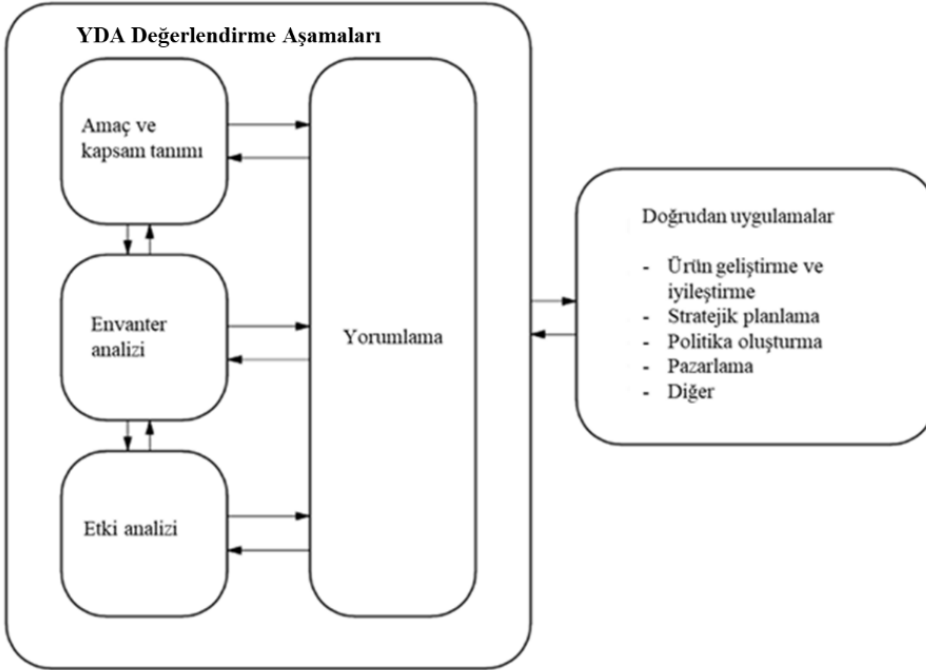 YDA Değerlendirme Aşamaları
Amaç ve
kapsam tanımı
Envanter
analizi
Etki analizi
Yorumlama
Doğrudan uygulamalar
- Ürün geliştirme ve
iyileştirme
- Stratejik planlama
- Politika oluşturma
- Pazarlama
- Diğer